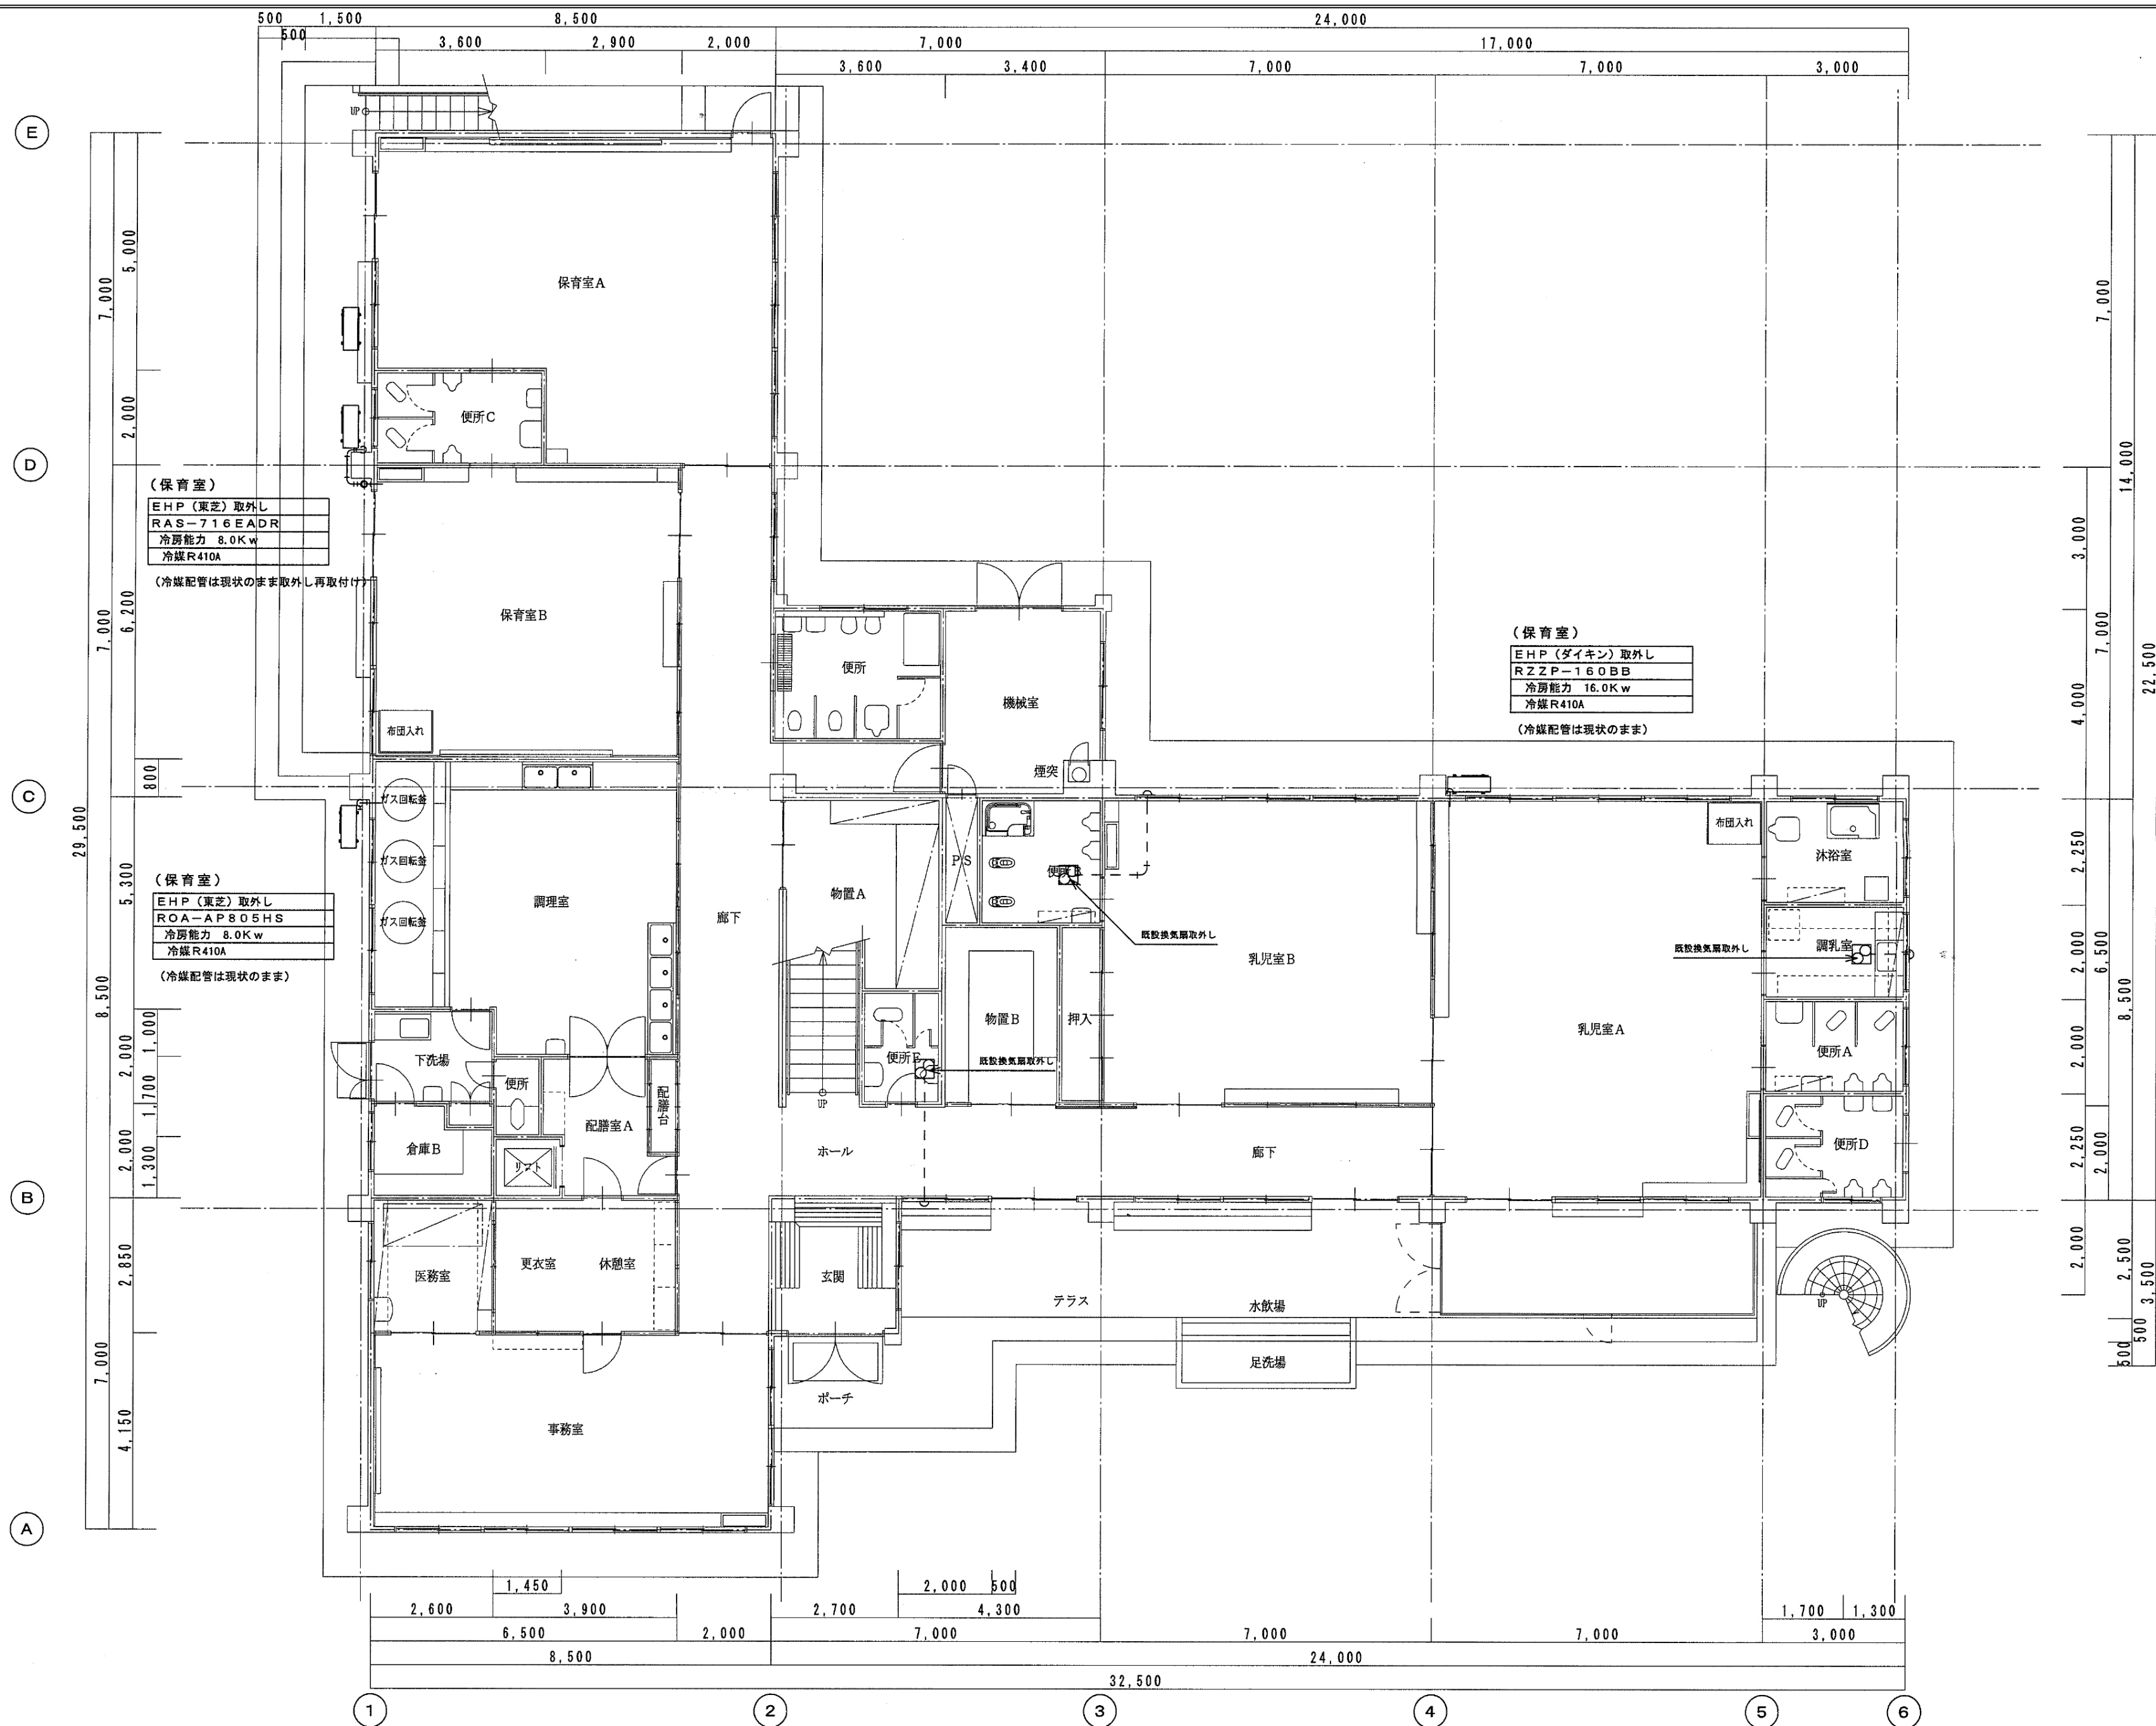 500 1,500 8,500 24,000
500
3,600 2,900 2,000 7,000 17,000
3,600 3,400 7,000 7,000 3,000
UP
E
5,000
7,000
保育室A
7,000
2,000
便所C
D
14,000
(保育室)
EHP (東芝) 取外し
RAS-716EADR
冷房能力 8.0Kw
冷媒R410A
(冷媒配管は現状のまま取外し再取付け)
3,000
7,000
6,200
保育室B
(保育室)
EHP (ダイキン) 取外し
RZZP-160BB
冷房能力 16.0Kw
冷媒R410A
(冷媒配管は現状のまま)
7,000
22,500
便所
機械室
4,000
布団入れ
煙突
800
C
ガス回転釜
29,500
布団入れ
沐浴室
2,250
ガス回転釜
PS
便所B
5,300
(保育室)
EHP (東芝) 取外し
ROA-AP805HS
冷房能力 8.0Kw
冷媒R410A
(冷媒配管は現状のまま)
調理室
ガス回転釜
廊下
物置A
既設換気扇取外し
乳児室B
既設換気扇取外し
調乳室
2,000
6,500
8,500
8,500
1,000
2,000
物置B
押入
乳児室A
便所A
2,000
下洗場
便所
便所E
既設換気扇取外し
1,700
配膳台
UP
配膳室A
倉庫B
リフト
ホール
廊下
便所D
2,000
1,300
2,250
2,000
B
2,850
医務室
更衣室
休憩室
玄関
テラス
水飲場
UP
2,000
2,500
3,500
500
500
足洗場
7,000
ポーチ
4,150
事務室
A
1,450 2,000 500
2,600 3,900 2,700 4,300 1,700 1,300
6,500 2,000 7,000 7,000 7,000 3,000
8,500 24,000
32,500
1 2 3 4 5 6